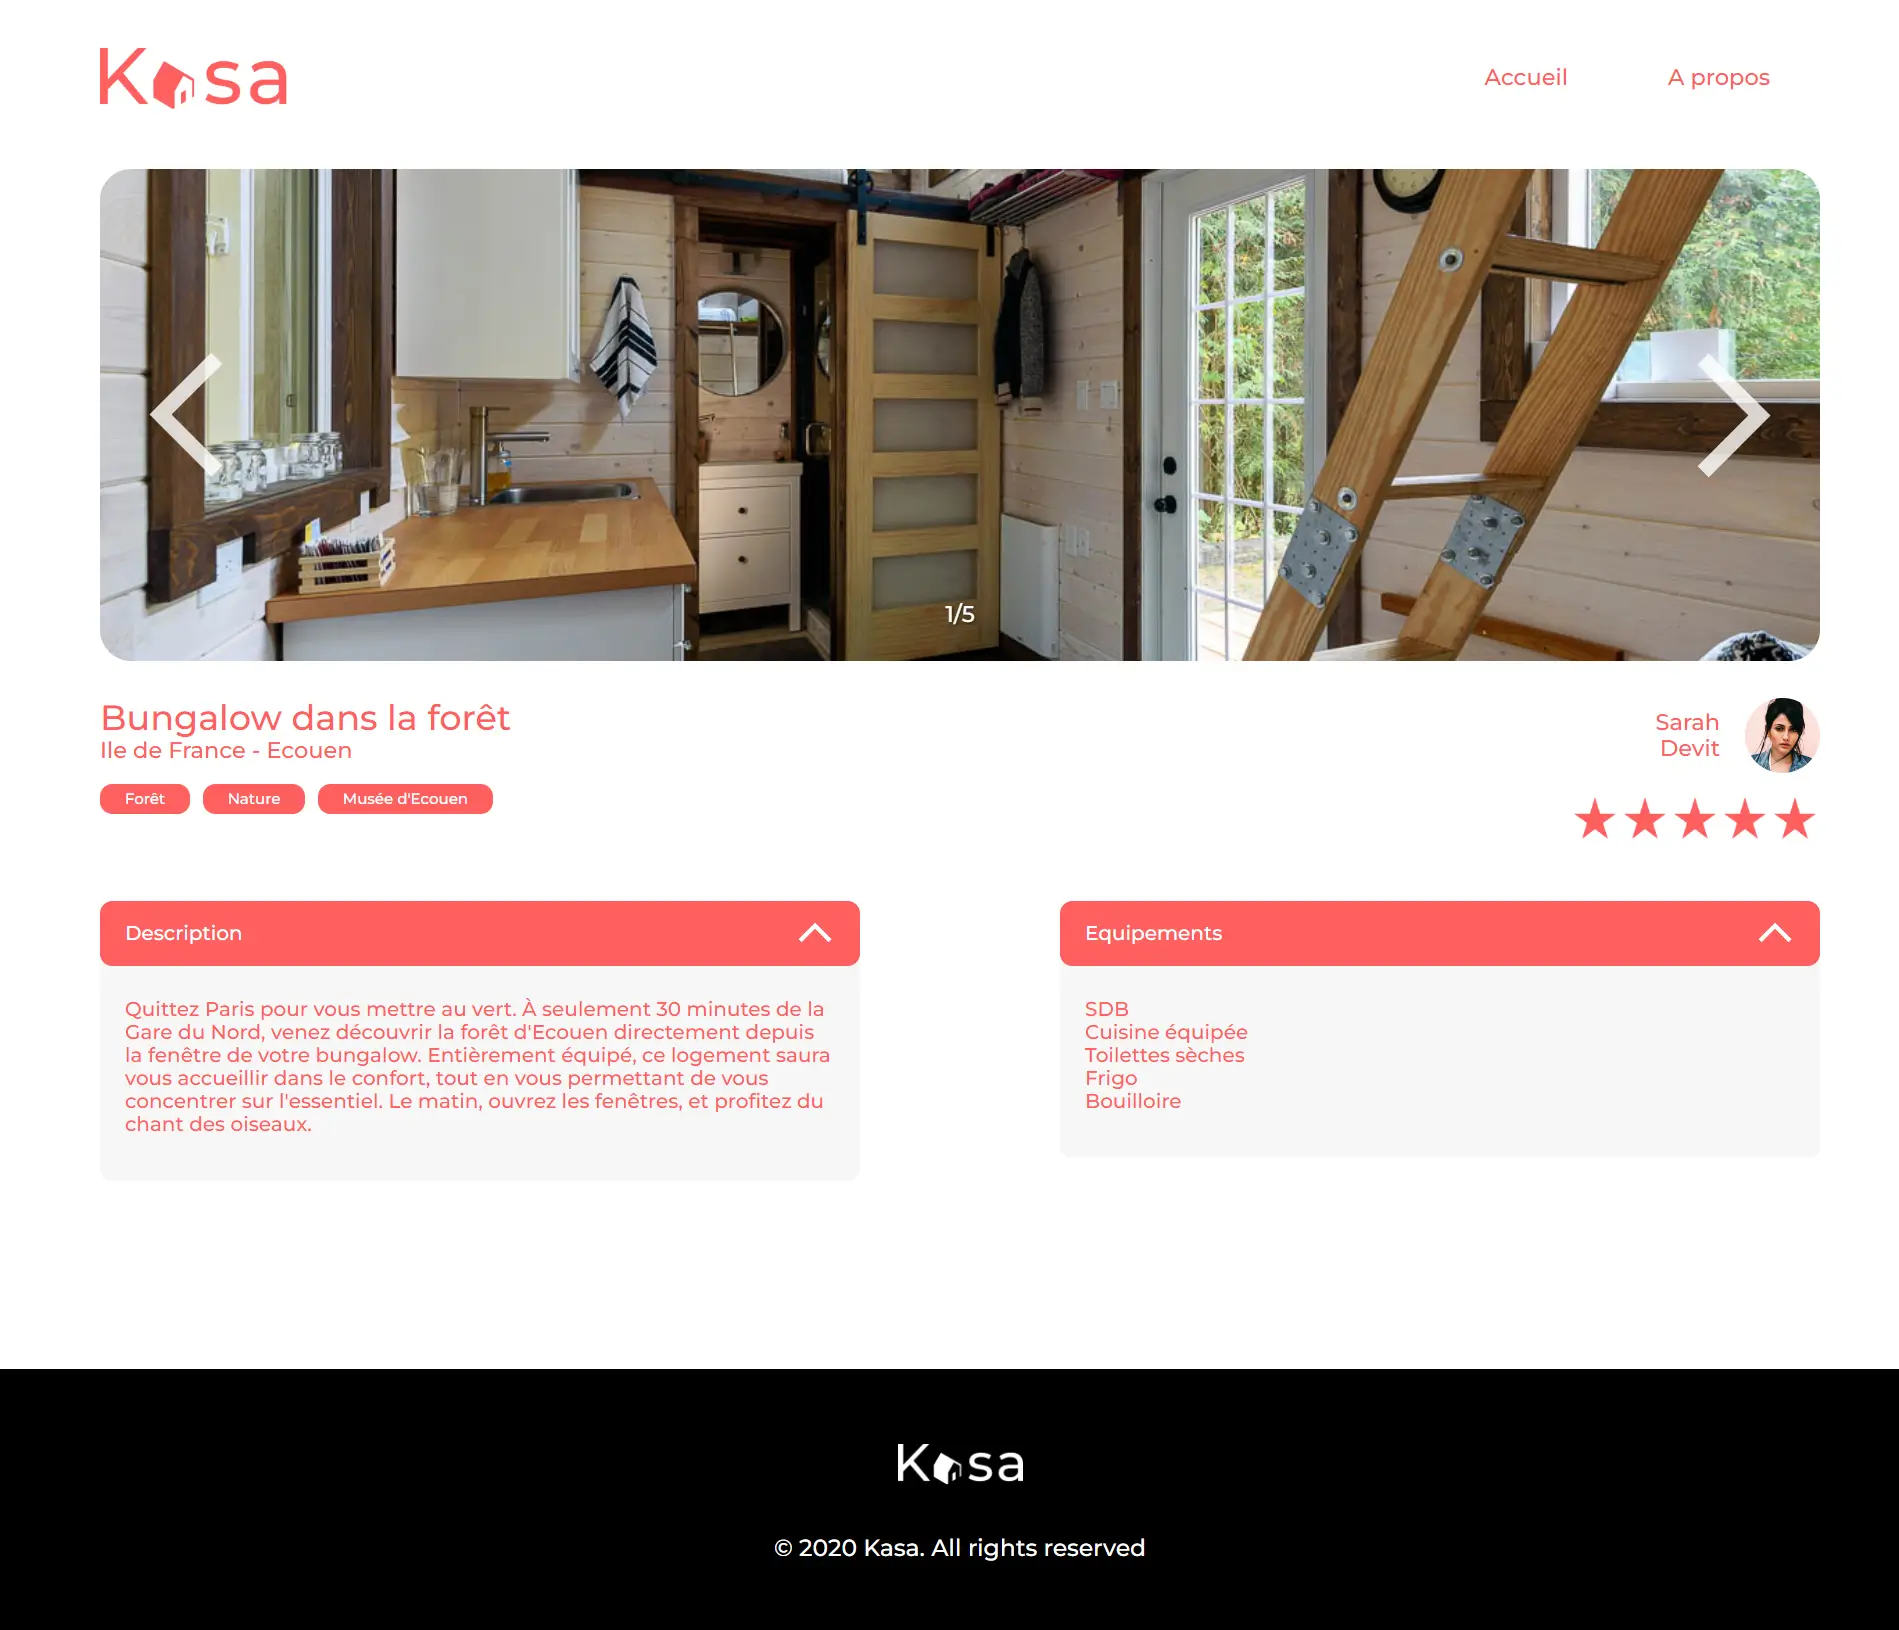 Kasa
Accueil
A propos
1/5
Bungalow dans la forêt
Ile de France - Ecouen
Forêt
Nature
Musée d'Ecouen
Sarah
Devit
Description
Quittez Paris pour vous mettre au vert. À seulement 30 minutes de la
Gare du Nord, venez découvrir la forêt d'Ecouen directement depuis
la fenêtre de votre bungalow. Entièrement équipé, ce logement saura
vous accueillir dans le confort, tout en vous permettant de vous
concentrer sur l'essentiel. Le matin, ouvrez les fenêtres, et profitez du
chant des oiseaux.
Equipements
SDB
Cuisine équipée
Toilettes sèches
Frigo
Bouilloire
Kasa
© 2020 Kasa. All rights reserved